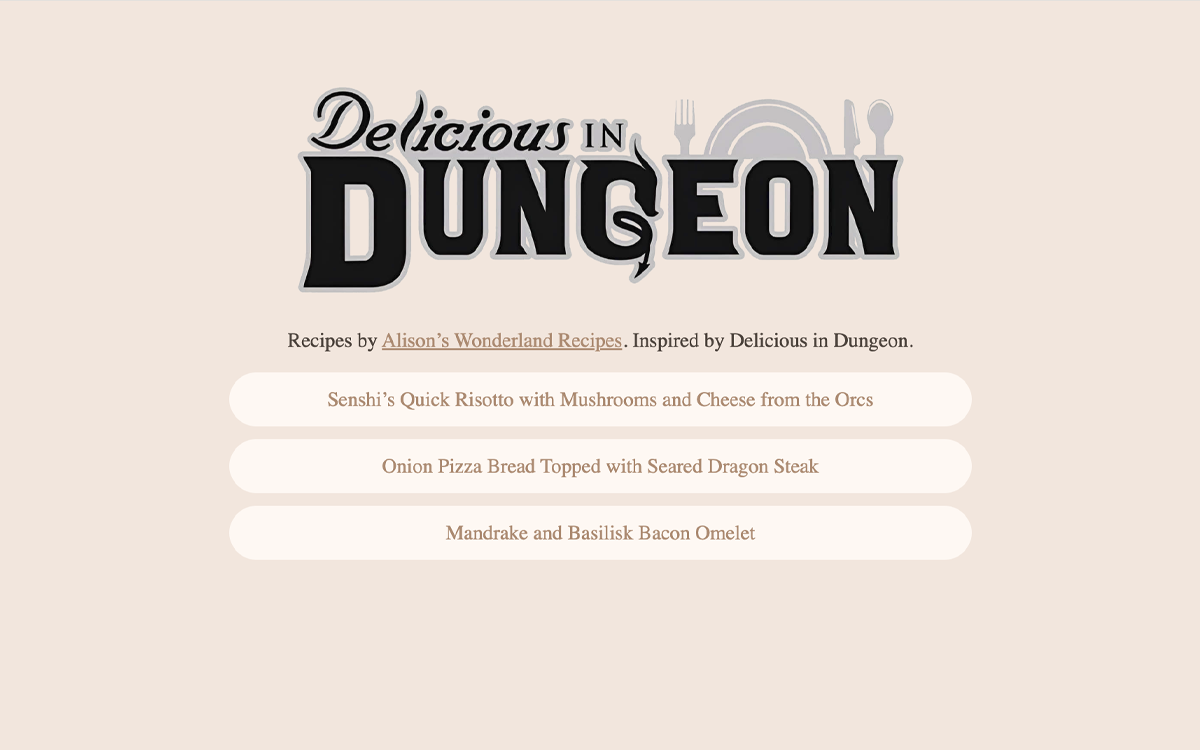 Delicious IN
DUNGEON
Recipes by Alison’s Wonderland Recipes. Inspired by Delicious in Dungeon.
Senshi’s Quick Risotto with Mushrooms and Cheese from the Orcs
Onion Pizza Bread Topped with Seared Dragon Steak
Mandrake and Basilisk Bacon Omelet